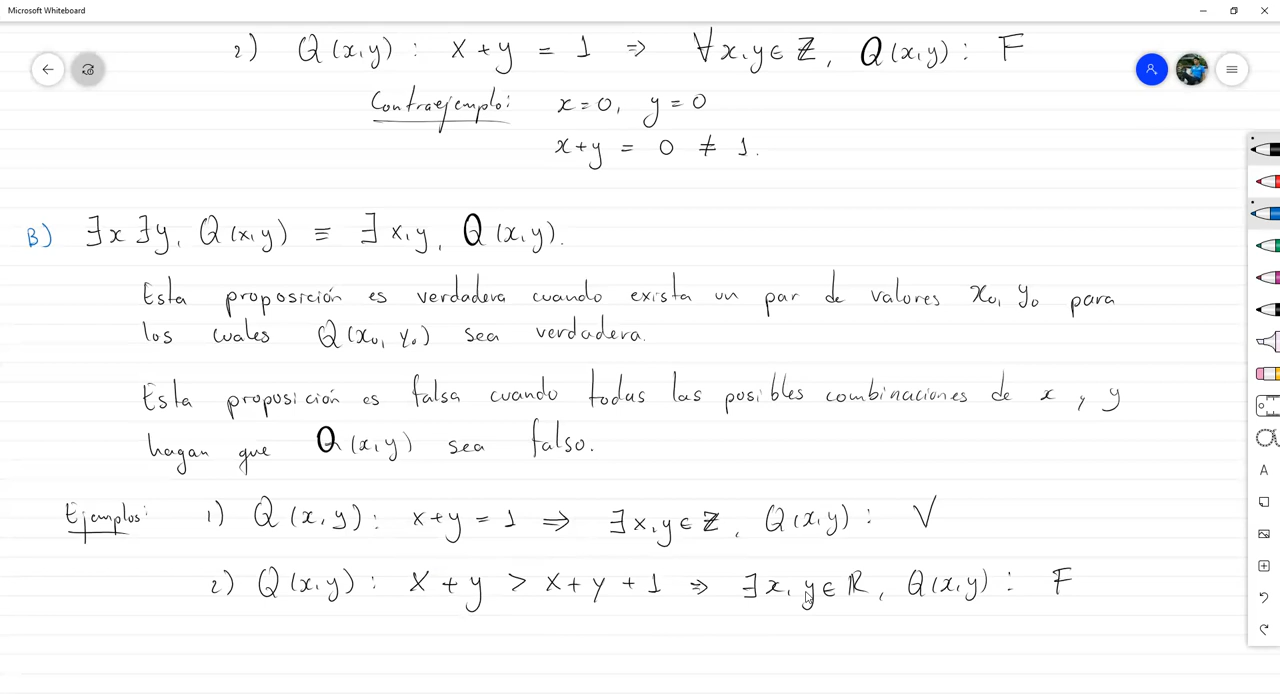 Microsoft Whiteboard
2) Q(x,y): x+y = 1 ⇒ ∀x,y ∈ ℤ, Q(x,y): F
Contraejemplo: x=0, y=0
x+y = 0 ≠ 1.
B) ∃x ∃y, Q(x,y) ≡ ∃ x,y, Q(x,y).
Esta proposición es verdadera cuando exista un par de valores x₀, y₀ para
los cuales Q(x₀, y₀) sea verdadera.
Esta proposición es falsa cuando todas las posibles combinaciones de x, y
hagan que Q(x,y) sea falso.
Ejemplos: 1) Q(x,y): x+y = 1 ⇒ ∃x,y ∈ ℤ, Q(x,y): V
2) Q(x,y): x+y > x+y+1 ⇒ ∃x,y ∈ ℝ, Q(x,y): F